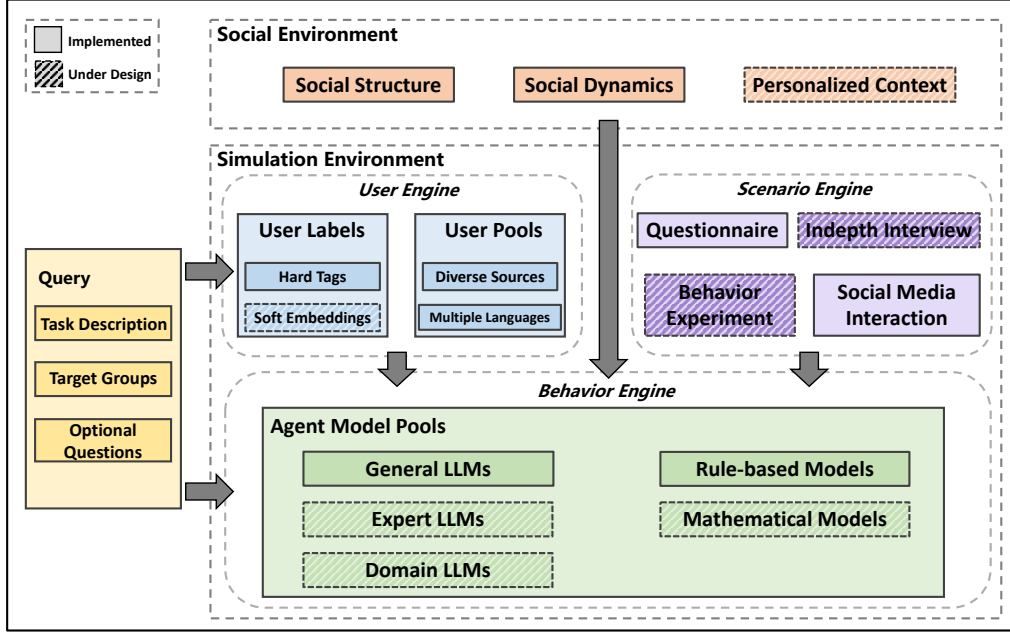 Implemented
Under Design
Social Environment
Social Structure
Social Dynamics
Personalized Context
Simulation Environment
User Engine
User Labels
Hard Tags
Soft Embeddings
User Pools
Diverse Sources
Multiple Languages
Scenario Engine
Questionnaire
Indepth Interview
Behavior
Experiment
Social Media
Interaction
Query
Task Description
Target Groups
Optional
Questions
Behavior Engine
Agent Model Pools
General LLMs
Rule-based Models
Expert LLMs
Mathematical Models
Domain LLMs